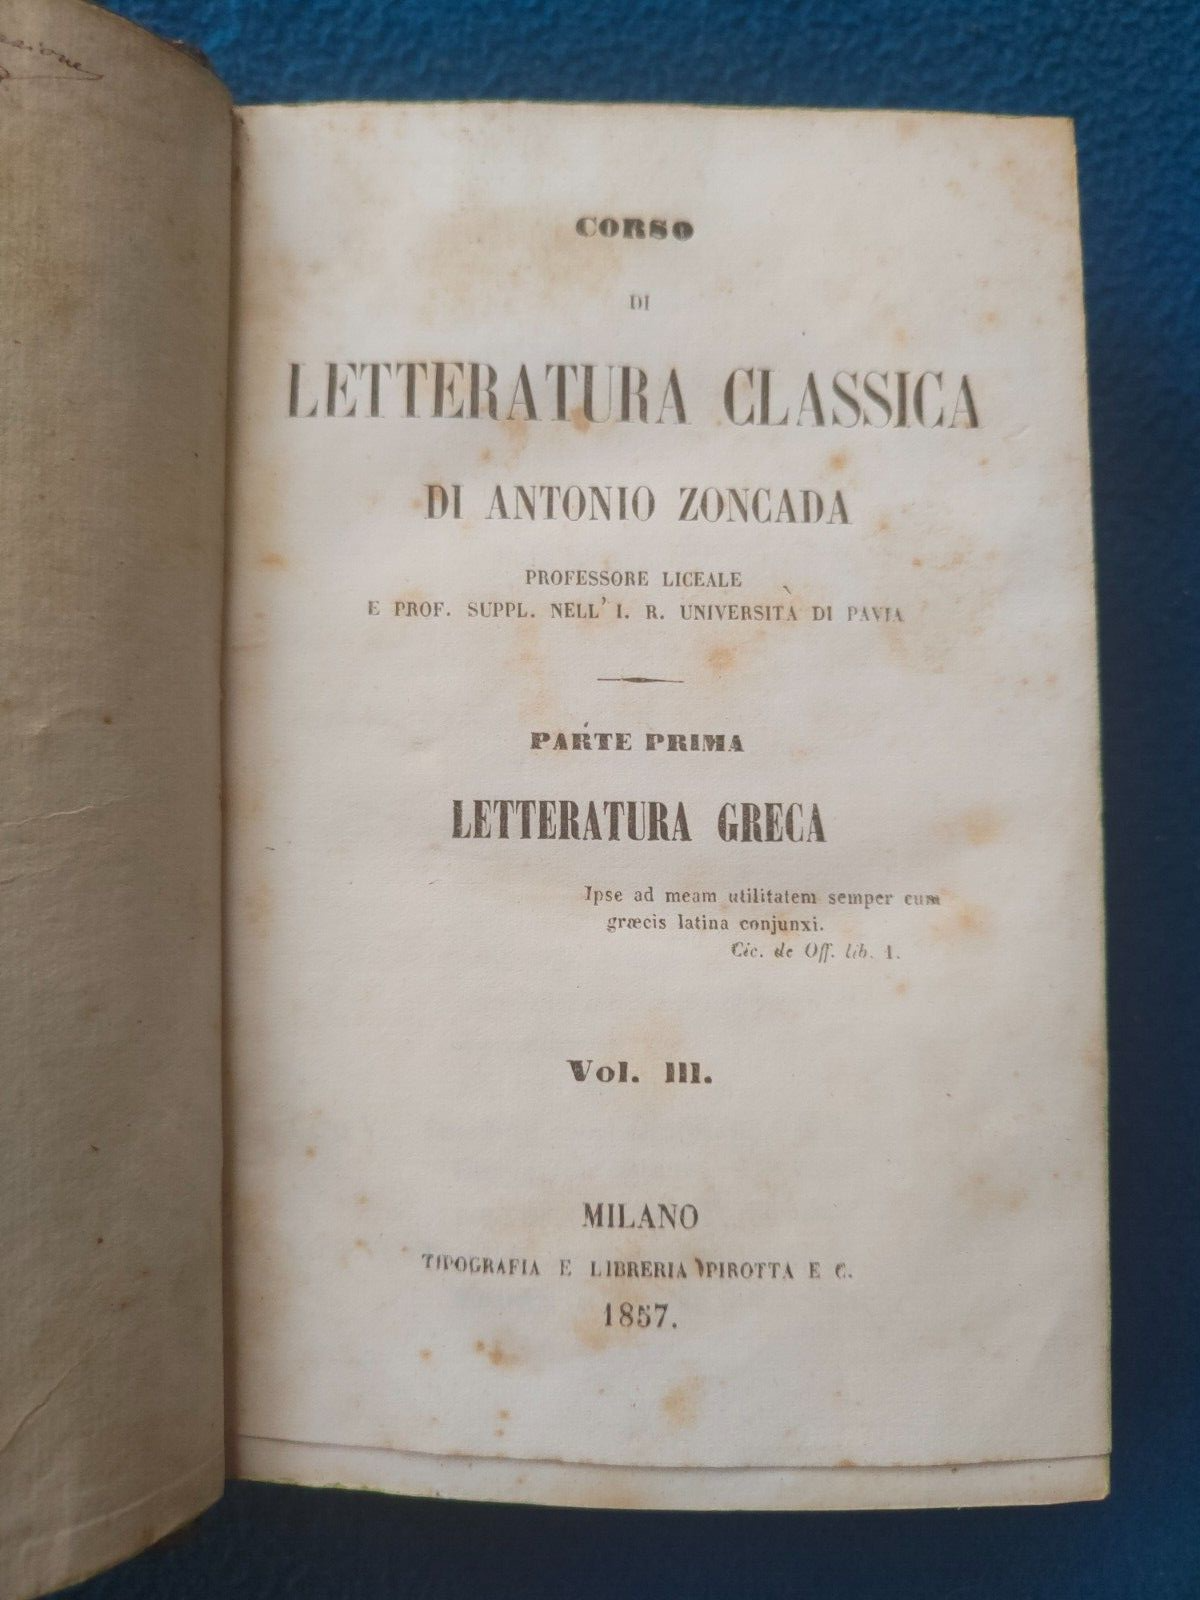 CORSO
DI
LETTERATURA CLASSICA
DI ANTONIO ZONCADA
PROFESSORE LICEALE
E PROF. SUPPL. NELL' I. R. UNIVERSITÀ DI PAVIA
PARTE PRIMA
LETTERATURA GRECA
Ipse ad meam utilitatem semper cum
græcis latina conjunxi.
Cic. de Off. lib. 1.
Vol. III.
MILANO
TIPOGRAFIA E LIBRERIA PIROTTA E C.
1857.